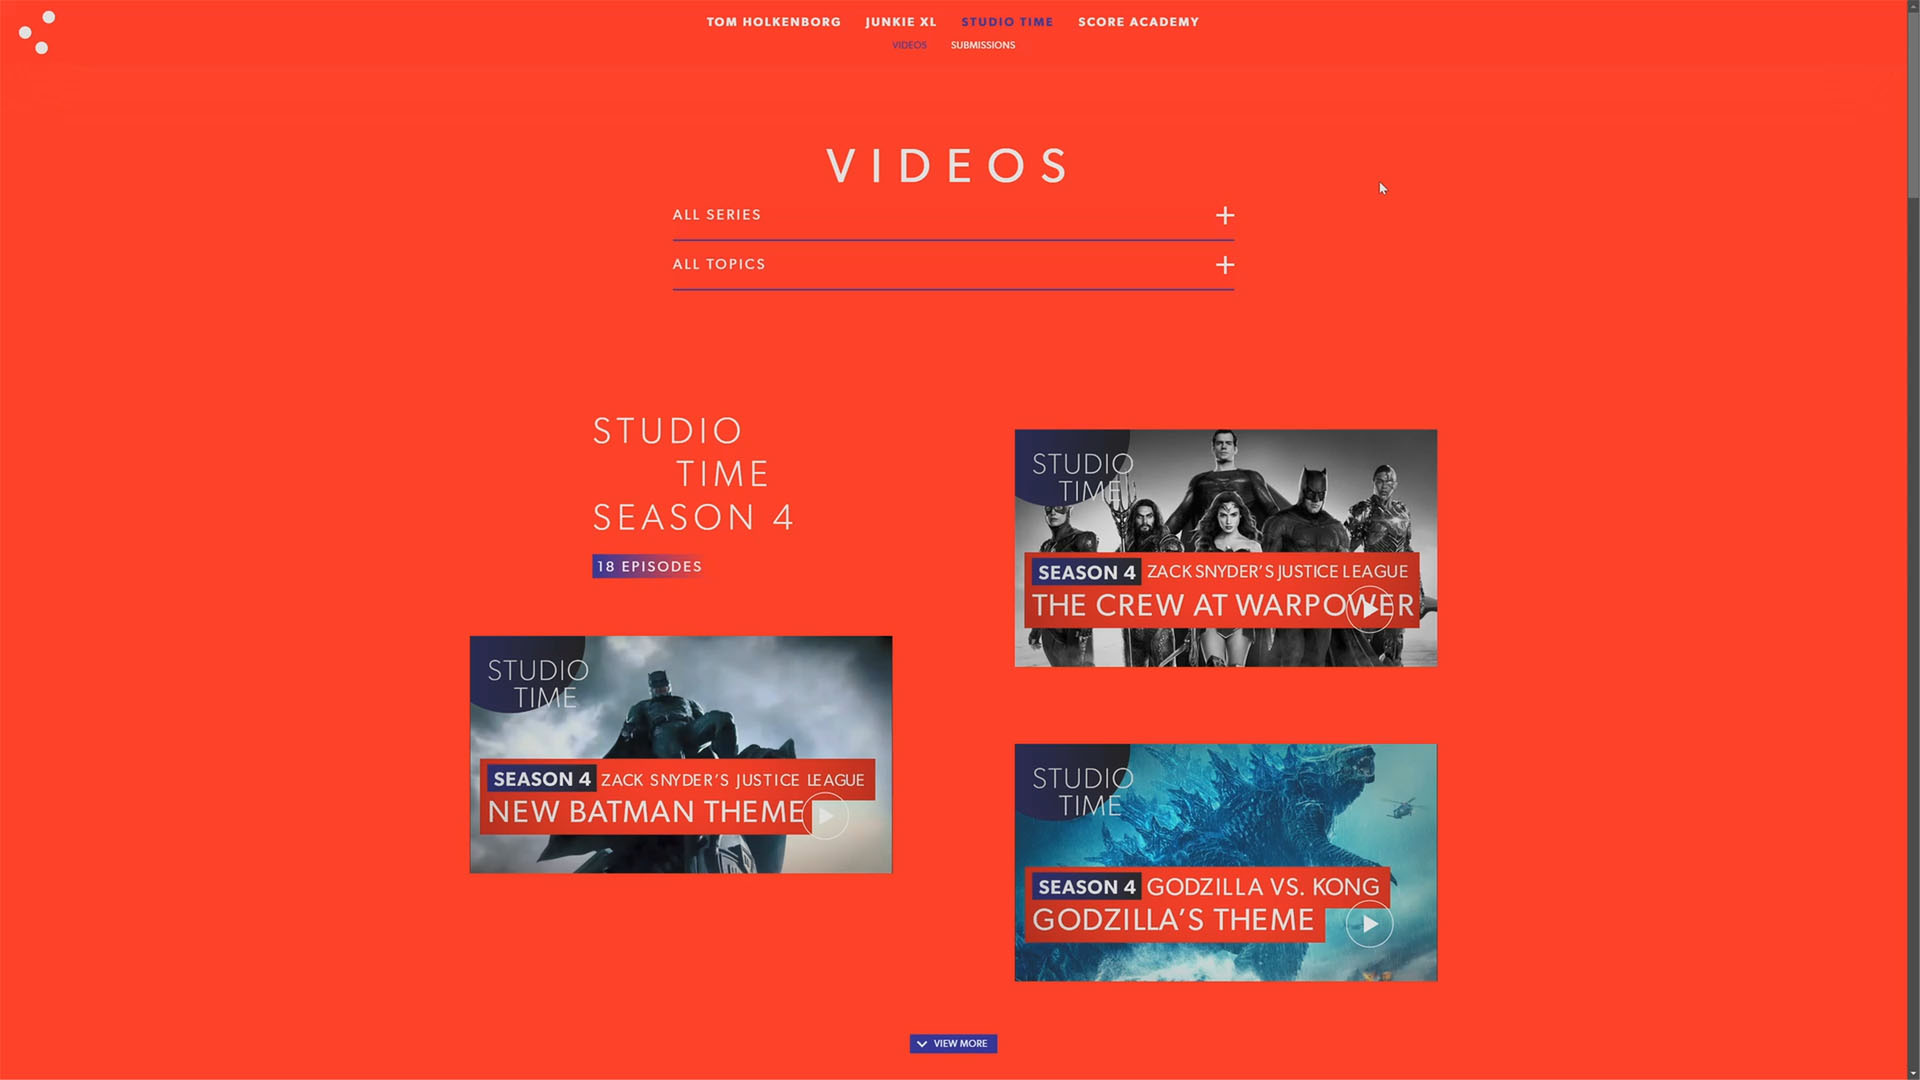 TOM HOLKENBORG JUNKIE XL STUDIO TIME SCORE ACADEMY
VIDEOS SUBMISSIONS
VIDEOS
ALL SERIES
ALL TOPICS
STUDIO
TIME
SEASON 4
18 EPISODES
STUDIO
TIME
SEASON 4 ZACK SNYDER'S JUSTICE LEAGUE
THE CREW AT WARPOWER
STUDIO
TIME
SEASON 4 ZACK SNYDER'S JUSTICE LEAGUE
NEW BATMAN THEME
STUDIO
TIME
SEASON 4 GODZILLA VS. KONG
GODZILLA'S THEME
VIEW MORE